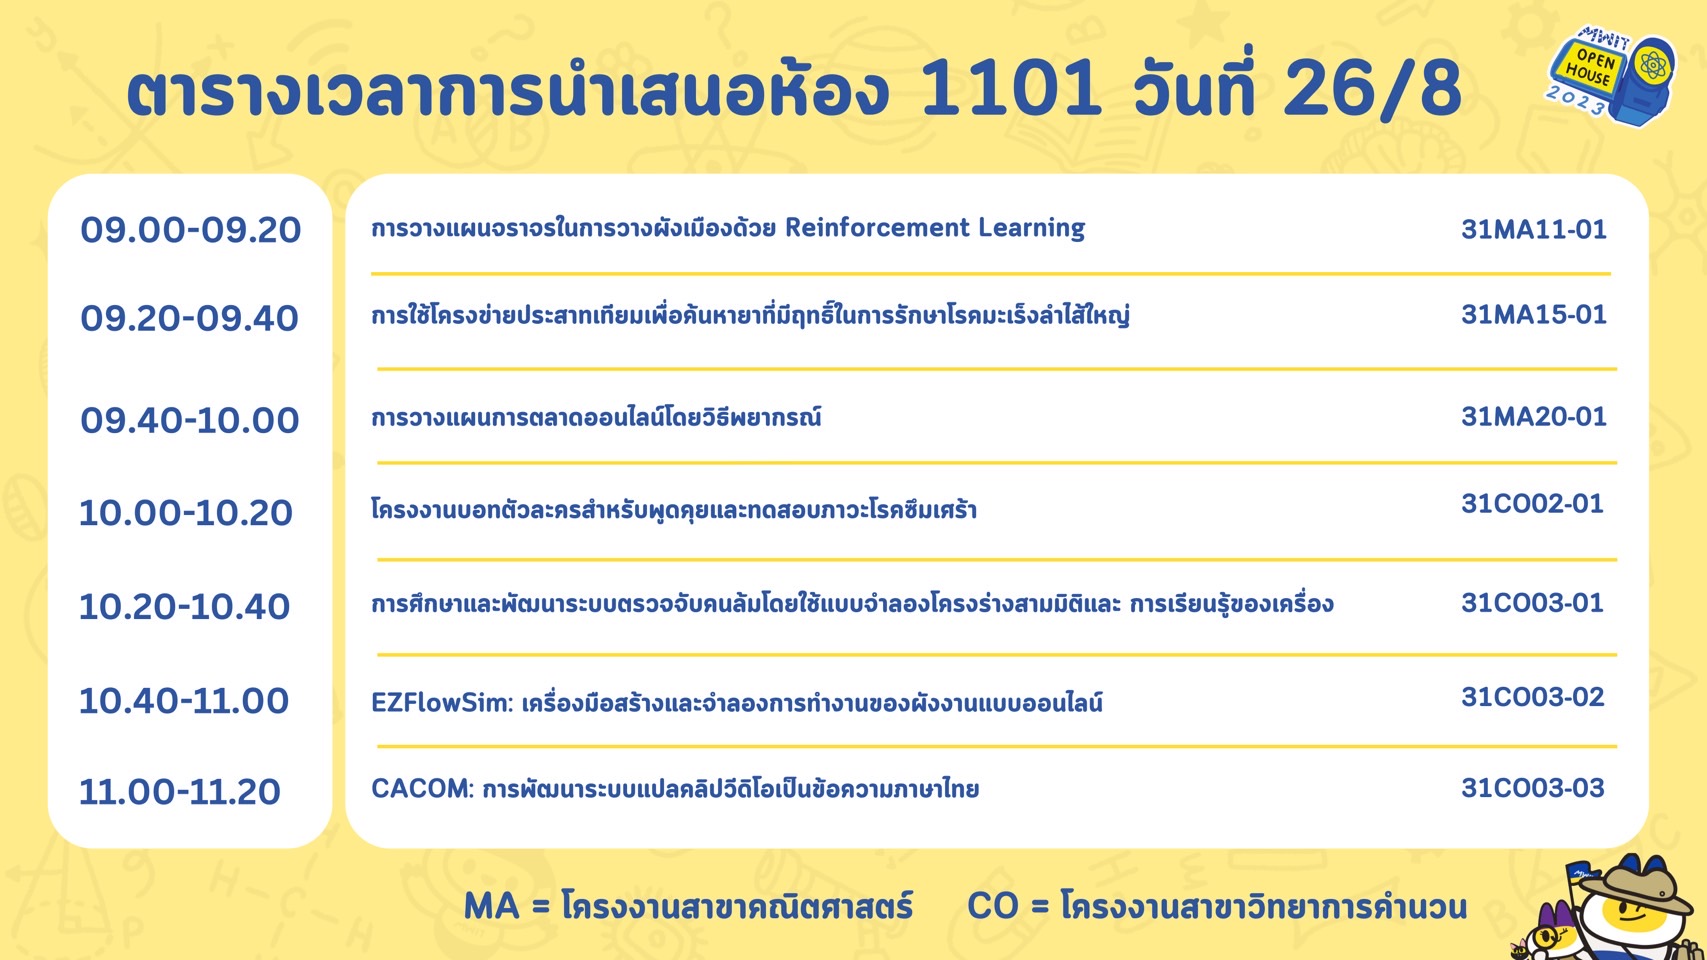 ตารางเวลาการนำเสนอห้อง 1101 วันที่ 26/8
MWIT
OPEN
HOUSE
2023
09.00-09.20 การวางแผนจราจรในการวางผังเมืองด้วย Reinforcement Learning 31MA11-01
09.20-09.40 การใช้โครงข่ายประสาทเทียมเพื่อค้นหายาที่มีฤทธิ์ในการรักษาโรคมะเร็งลำไส้ใหญ่ 31MA15-01
09.40-10.00 การวางแผนการตลาดออนไลน์โดยวิธีพยากรณ์ 31MA20-01
10.00-10.20 โครงงานบอทตัวละครสำหรับพูดคุยและทดสอบภาวะโรคซึมเศร้า 31CO02-01
10.20-10.40 การศึกษาและพัฒนาระบบตรวจจับคนล้มโดยใช้แบบจำลองโครงร่างสามมิติและ การเรียนรู้ของเครื่อง 31CO03-01
10.40-11.00 EZFlowSim: เครื่องมือสร้างและจำลองการทำงานของผังงานแบบออนไลน์ 31CO03-02
11.00-11.20 CACOM: การพัฒนาระบบแปลคลิปวีดิโอเป็นข้อความภาษาไทย 31CO03-03
MA = โครงงานสาขาคณิตศาสตร์ CO = โครงงานสาขาวิทยาการคำนวน